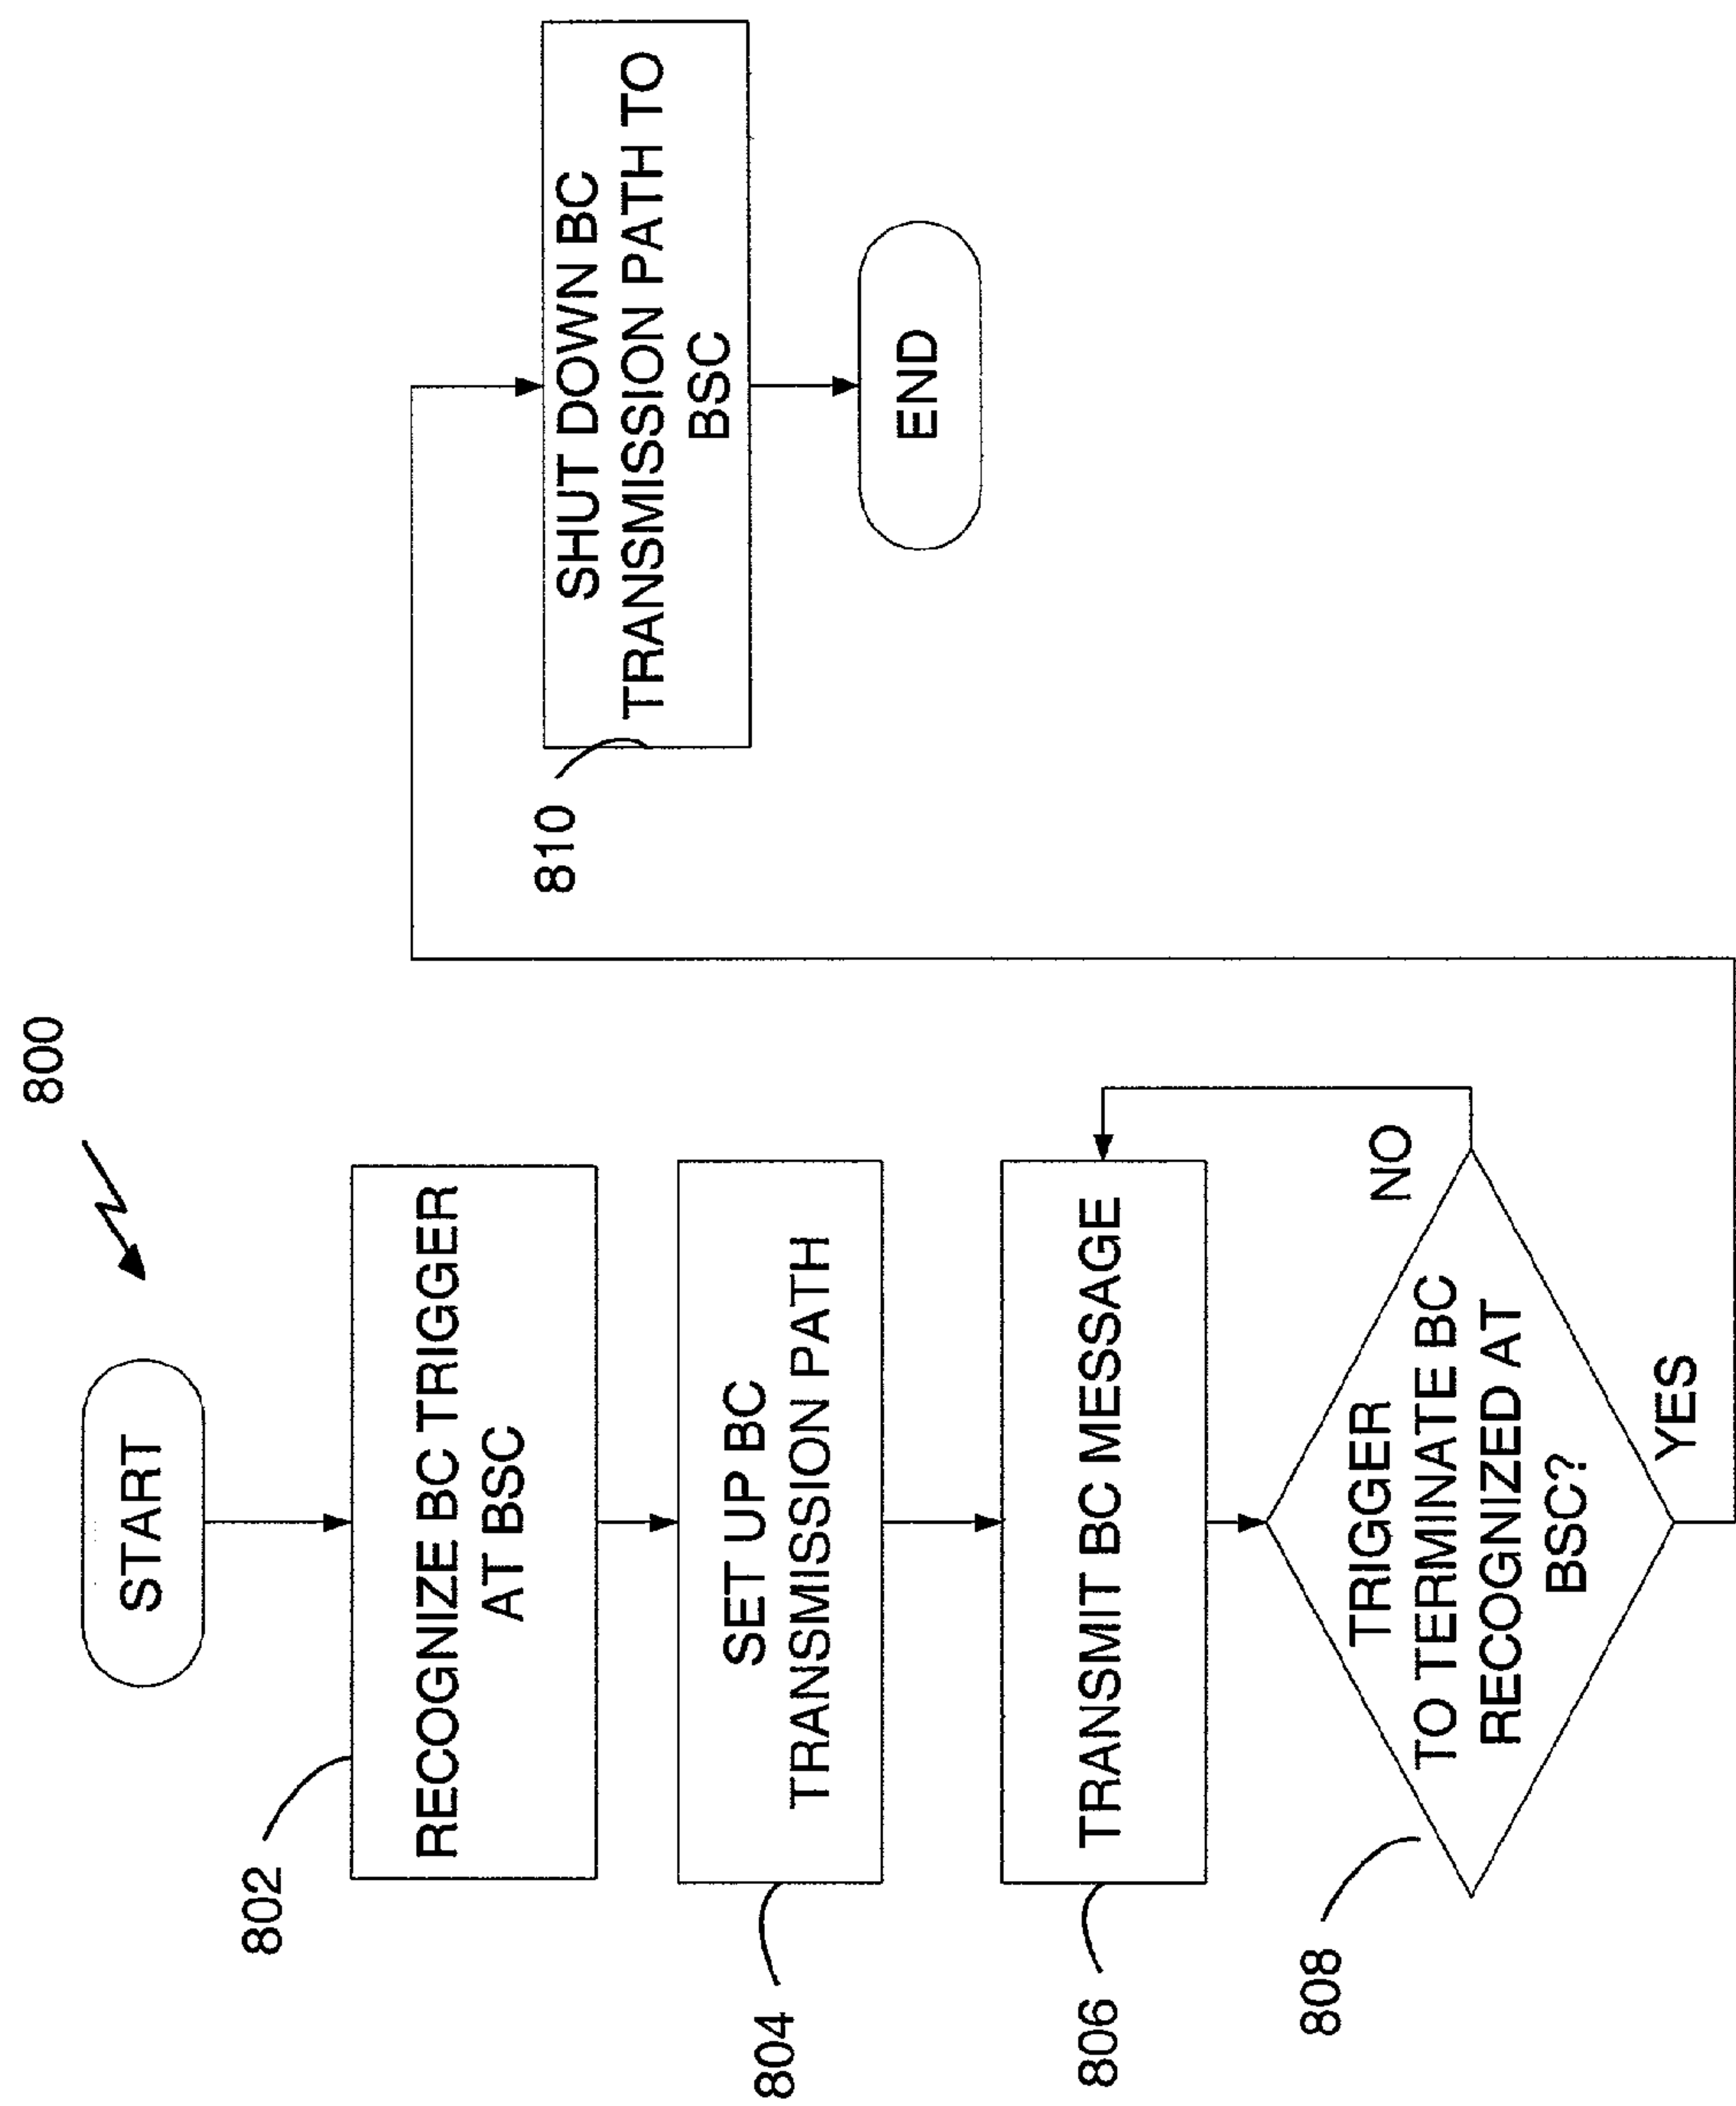 800
START
802
RECOGNIZE BC TRIGGER
AT BSC
804
SET UP BC
TRANSMISSION PATH
806
TRANSMIT BC MESSAGE
808
TRIGGER
TO TERMINATE BC
RECOGNIZED AT
BSC?
NO
YES
810
SHUT DOWN BC
TRANSMISSION PATH TO
BSC
END